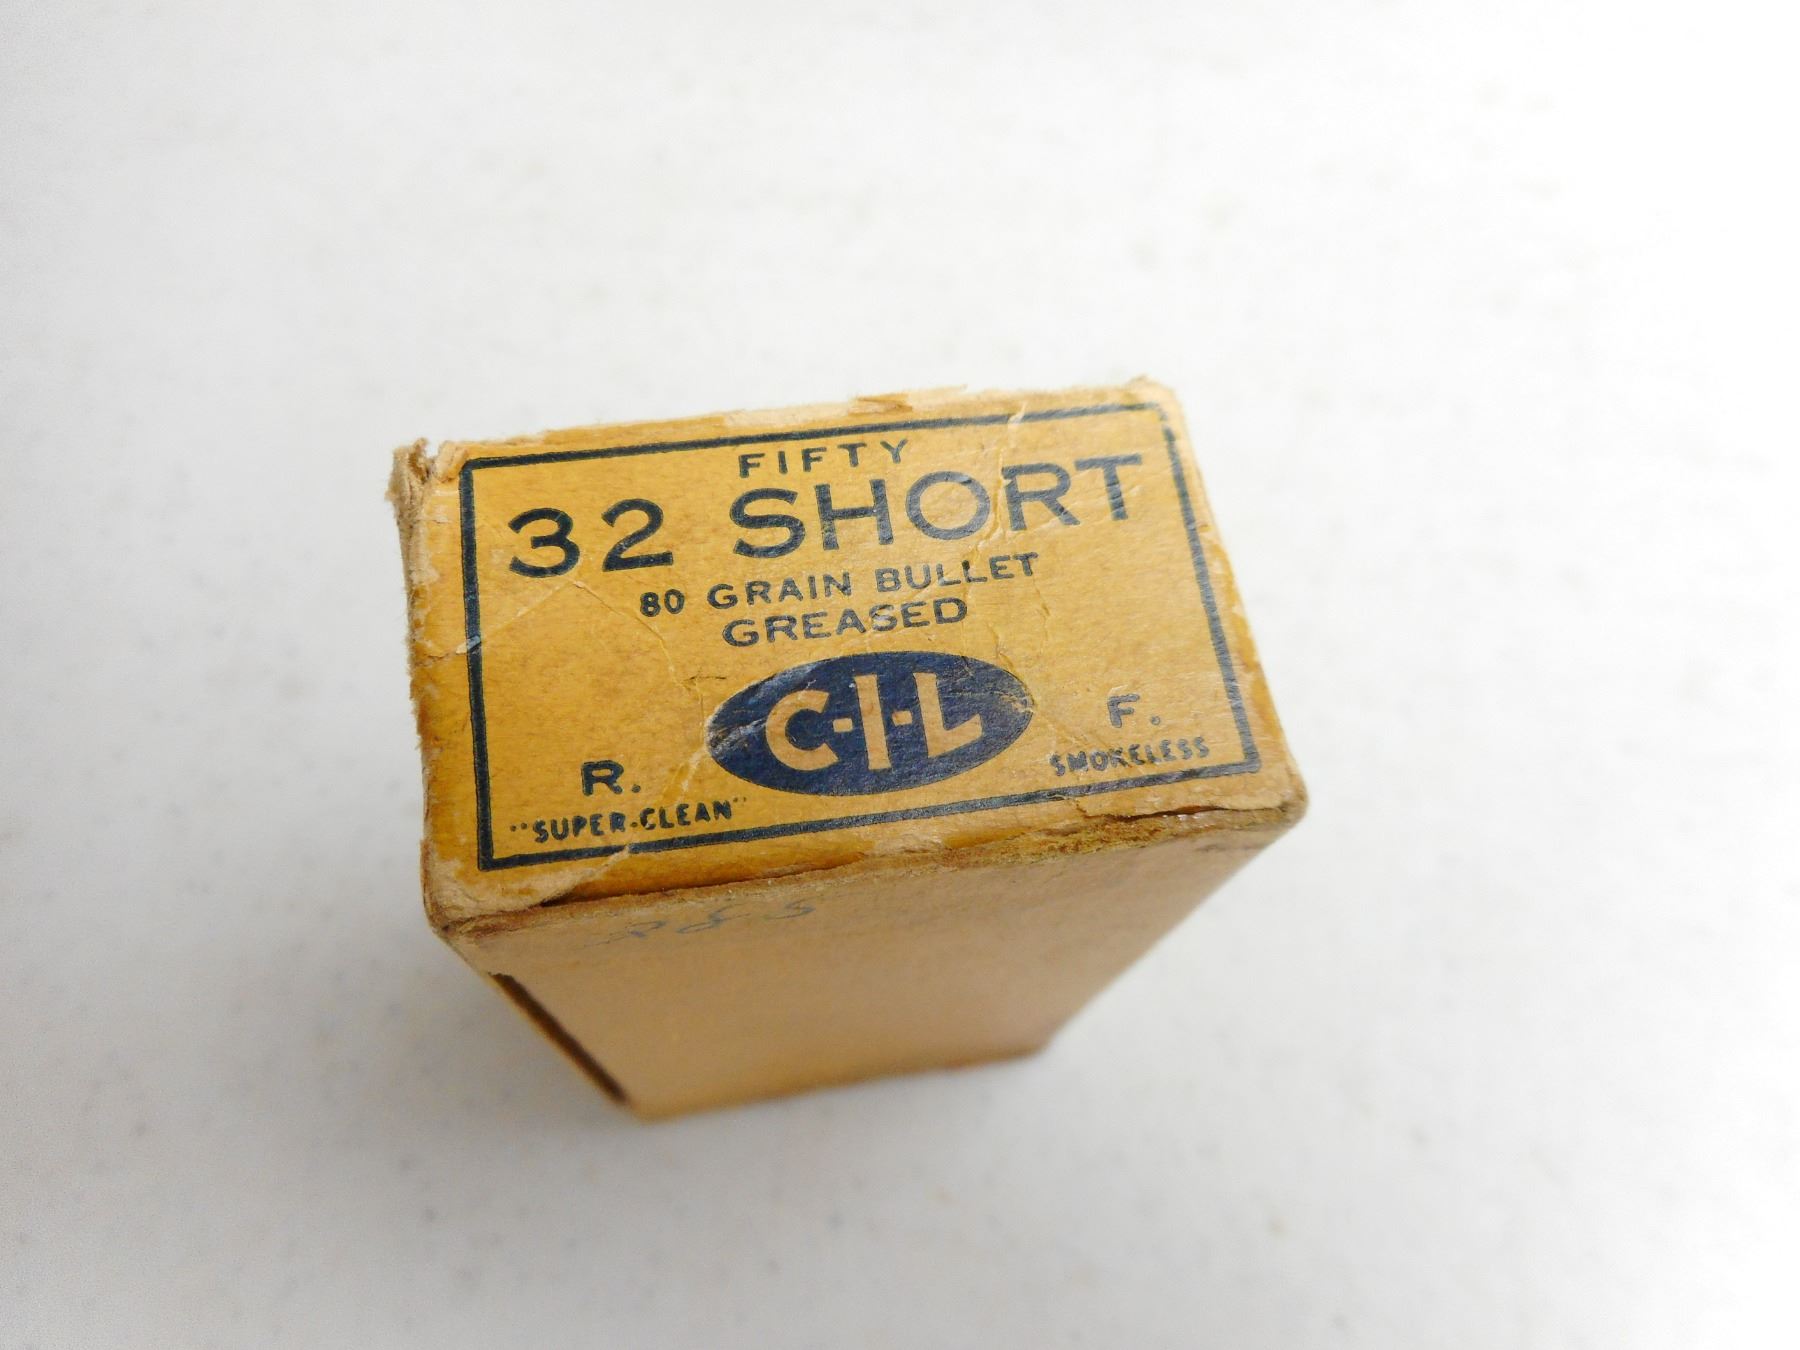 FIFTY
32 SHORT
80 GRAIN BULLET
GREASED
C-I-L
R. F.
"SUPER-CLEAN" SMOKELESS